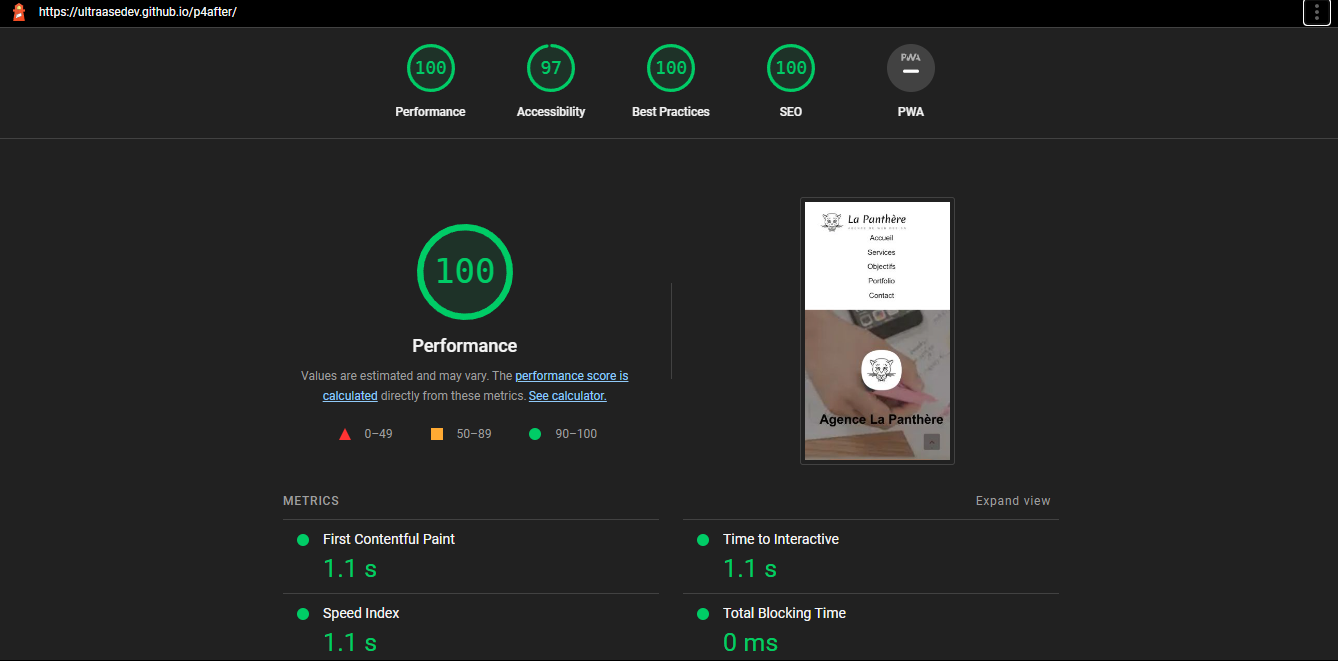 https://ultraasedev.github.io/p4after/
100
97
100
100
PWA
Performance
Accessibility
Best Practices
SEO
PWA
100
Performance
Values are estimated and may vary. The performance score is
calculated directly from these metrics. See calculator.
0–49
50–89
90–100
La Panthère
Accueil
Services
Objectifs
Portfolio
Contact
Agence La Panthère
METRICS
Expand view
First Contentful Paint
1.1 s
Time to Interactive
1.1 s
Speed Index
1.1 s
Total Blocking Time
0 ms